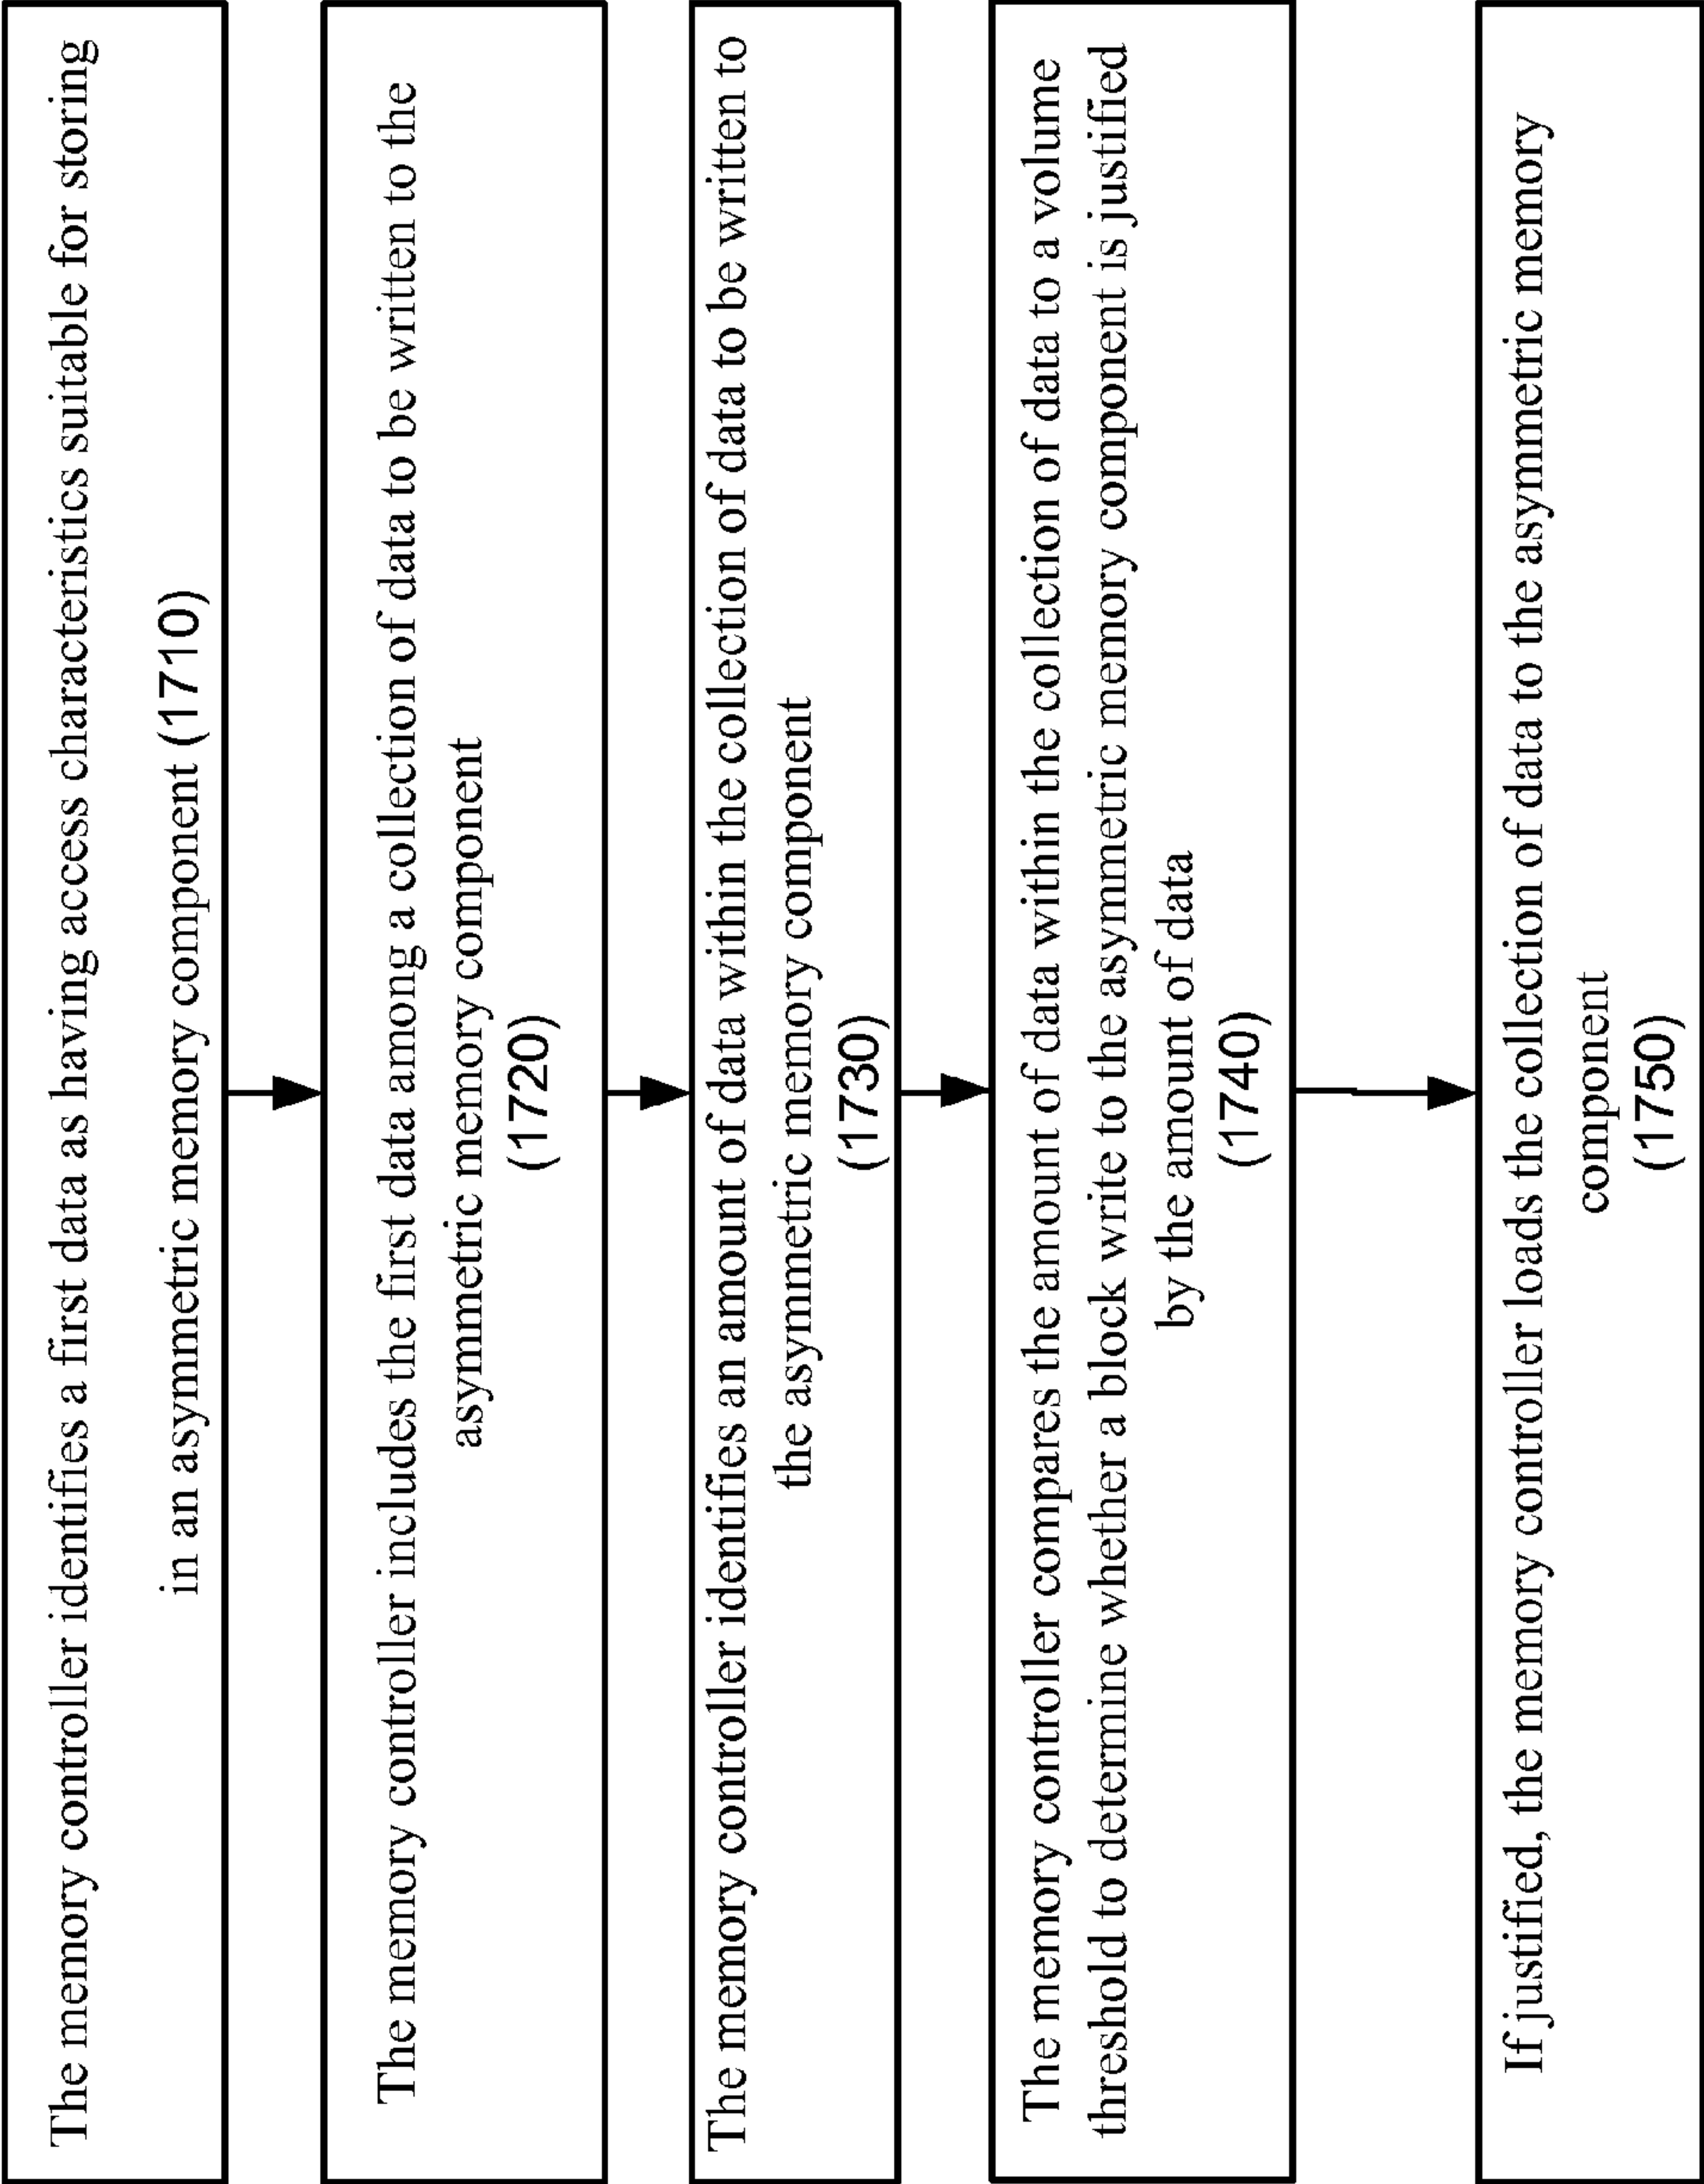 The memory controller identifies a first data as having access characteristics suitable for storing
in an asymmetric memory component (1710)
The memory controller includes the first data among a collection of data to be written to the
asymmetric memory component
(1720)
The memory controller identifies an amount of data within the collection of data to be written to
the asymmetric memory component
(1730)
The memory controller compares the amount of data within the collection of data to a volume
threshold to determine whether a block write to the asymmetric memory component is justified
by the amount of data
(1740)
If justified, the memory controller loads the collection of data to the asymmetric memory
component
(1750)